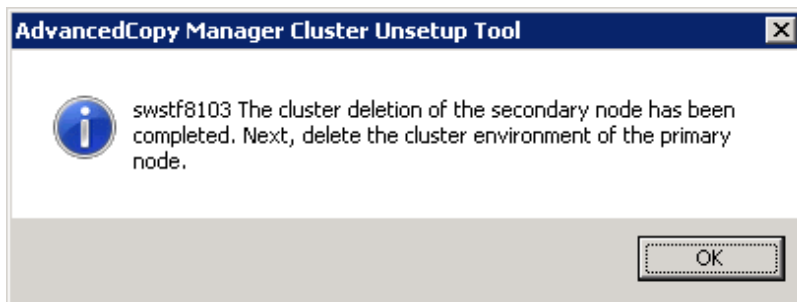 AdvancedCopy Manager Cluster Unsetup Tool
swstf8103 The cluster deletion of the secondary node has been
completed. Next, delete the cluster environment of the primary
node.
OK